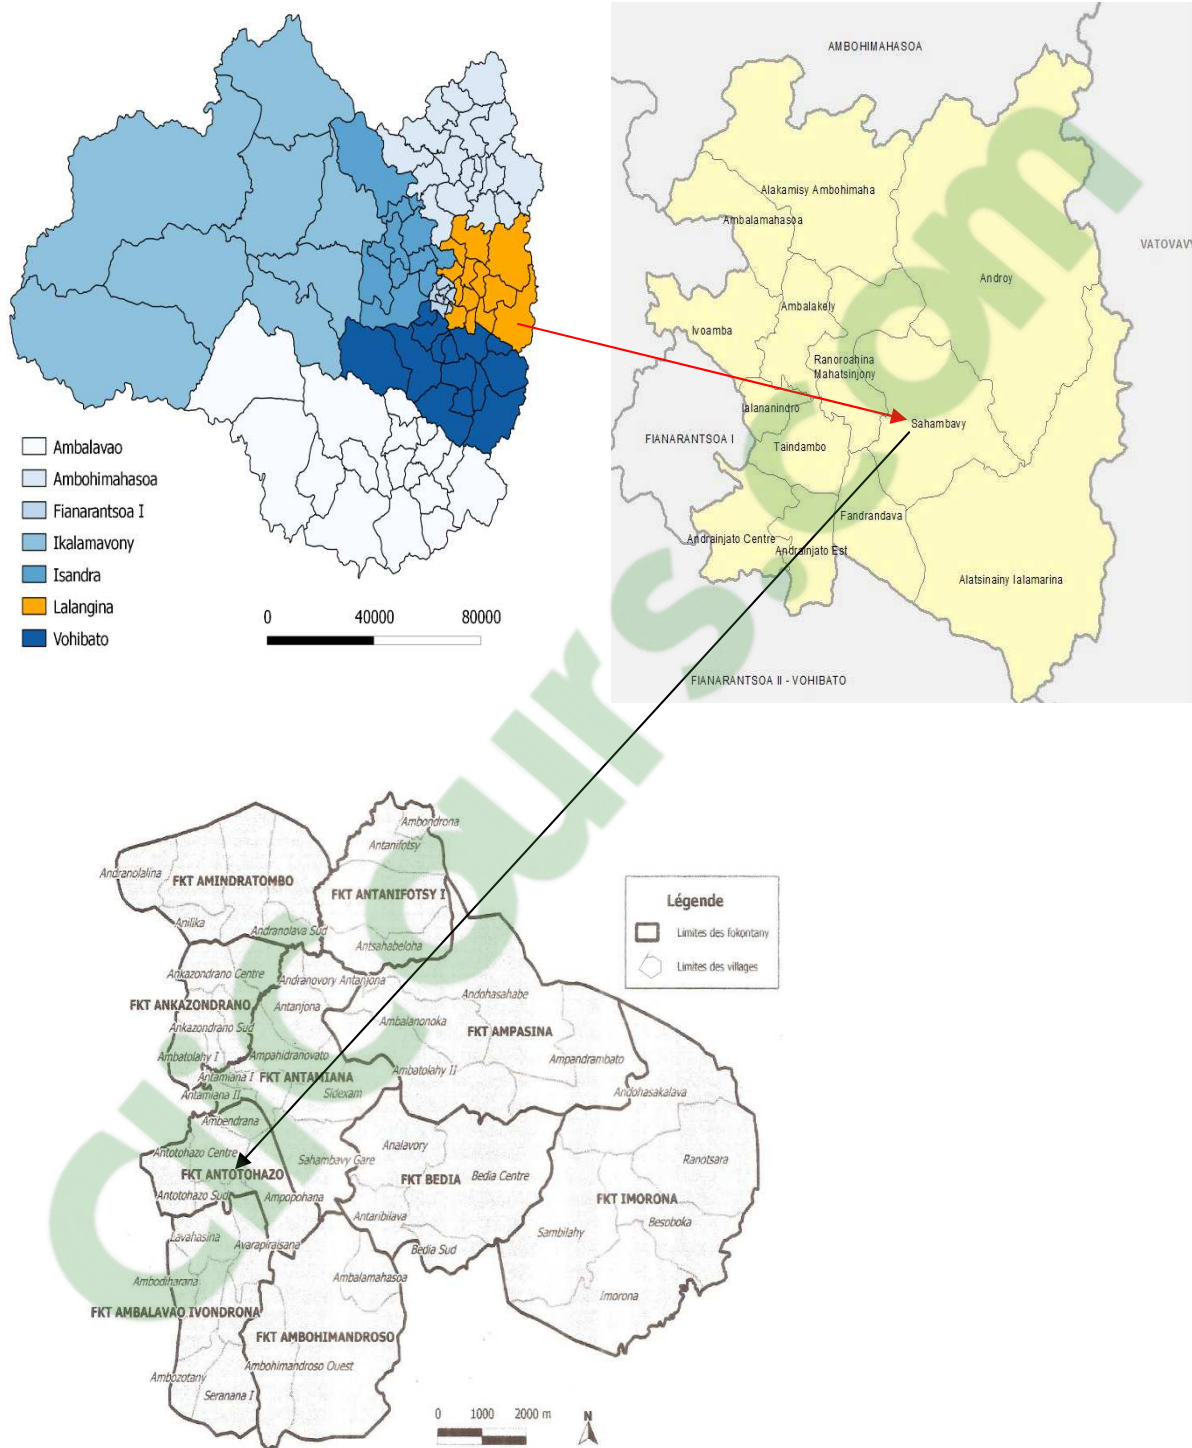 Ambalavao
Ambohimahasoa
Fianarantsoa I
Ikalamavony
Isandra
Lalangina
Vohibato
0 40000 80000
AMBOHIMAHASOA
Alakamisy Ambohimaha
Ambalamahasoa
VATOVAVY
Androy
Ambalakely
Ivoamba
Ranoroahina
Mahatsinjony
Ialananindro
Sahambavy
FIANARANTSOA I
Taindambo
Fandrandava
Andrainjato Centre
Andrainjato Est
Alatsinainy Ialamarina
FIANARANTSOA II - VOHIBATO
Clicours.com
Ambondrona
Antanifotsy
Andranolalina
FKT AMINDRATOMBO
FKT ANTANIFOTSY I
Anilika
Andranolava Sud
Antsahabeloha
Légende
Limites des fokontany
Limites des villages
Ankazondrano Centre
Andranovory Antanjona
FKT ANKAZONDRANO
Antanjona
Andohasahabe
Ankazondrano Sud
Ambalanonoka
FKT AMPASINA
Ambatolahy I
Ampahidranovato
Ampandrambato
Antamiana I
FKT ANTAMIANA
Ambatolahy II
Antamiana II
Sidexam
Andohasakalava
Ambendrana
Antotohazo Centre
Analavory
Sahambavy Gare
Ranotsara
FKT ANTOTOHAZO
FKT BEDIA
Bedia Centre
Antotohazo Sud
Ampopohana
FKT IMORONA
Antaribilava
Besoboka
Lavahasina
Avarapiraisana
Bedia Sud
Sambilahy
Ambodiharana
Ambalamahasoa
Imorona
FKT AMBALAVAO IVONDRONA
FKT AMBOHIMANDROSO
Ambohimandroso Ouest
Ambozotany
Seranana I
0 1000 2000 m
N